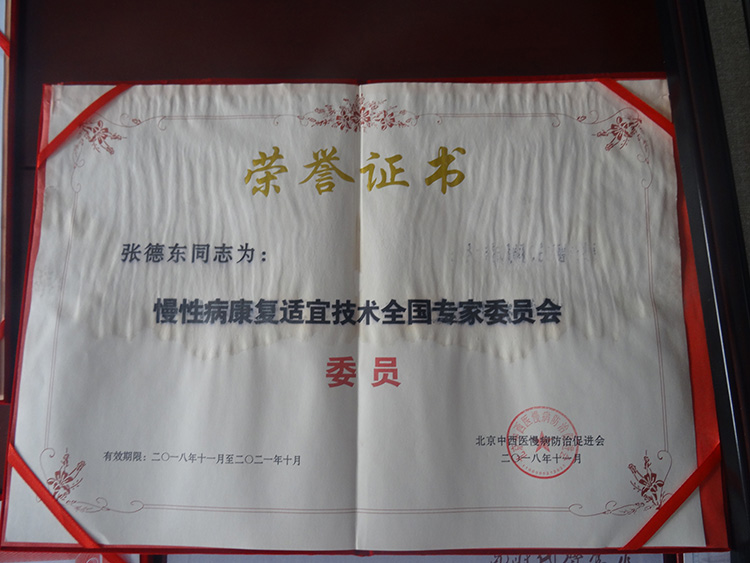 荣誉证书
张德东同志为：
慢性病康复适宜技术全国专家委员会
委员
北京中西医慢病防治促进会
有效期限：二〇一八年十一月至二〇二一年十月
二〇一八年十一月